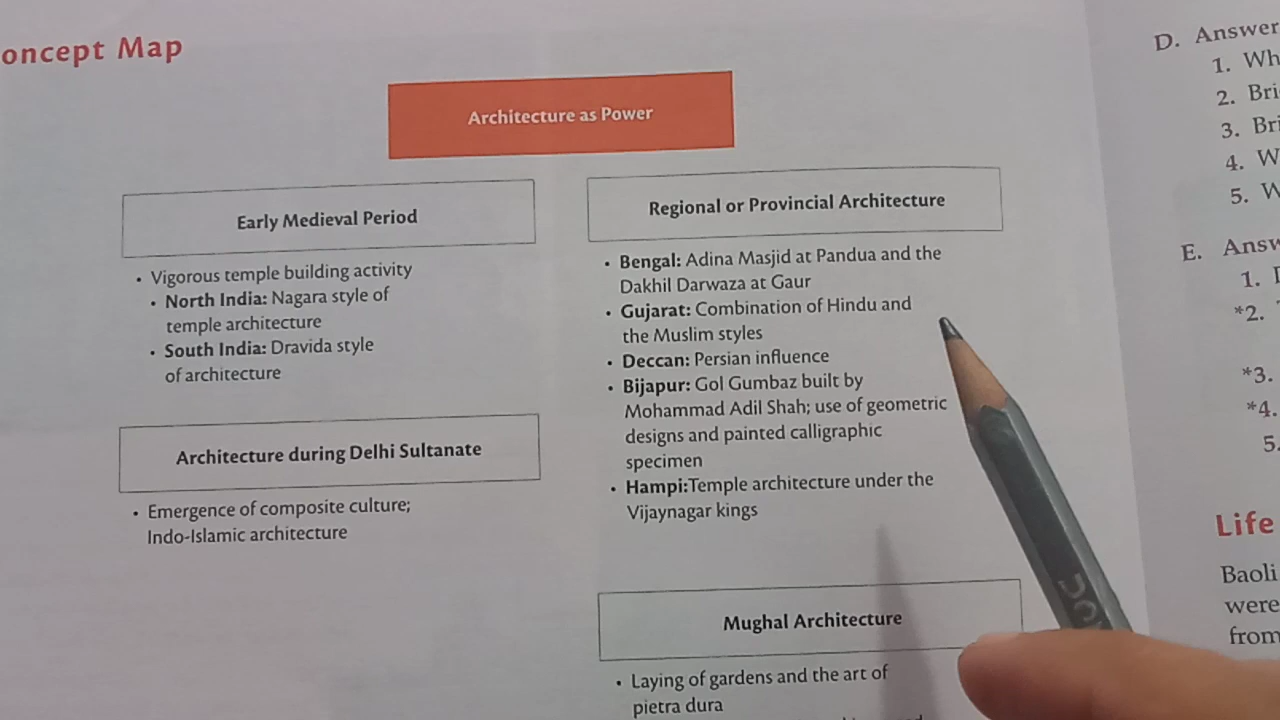 oncept Map
Architecture as Power
Early Medieval Period
• Vigorous temple building activity
• North India: Nagara style of
temple architecture
• South India: Dravida style
of architecture
Architecture during Delhi Sultanate
• Emergence of composite culture;
Indo-Islamic architecture
Regional or Provincial Architecture
• Bengal: Adina Masjid at Pandua and the
Dakhil Darwaza at Gaur
• Gujarat: Combination of Hindu and
the Muslim styles
• Deccan: Persian influence
• Bijapur: Gol Gumbaz built by
Mohammad Adil Shah; use of geometric
designs and painted calligraphic
specimen
• Hampi:Temple architecture under the
Vijaynagar kings
Mughal Architecture
• Laying of gardens and the art of
pietra dura
D. Answer
1. Wh
2. Bri
3. Bri
4. W
5. W
E. Answ
1.
*2.
*3.
*4.
5.
Life
Baoli
were
from